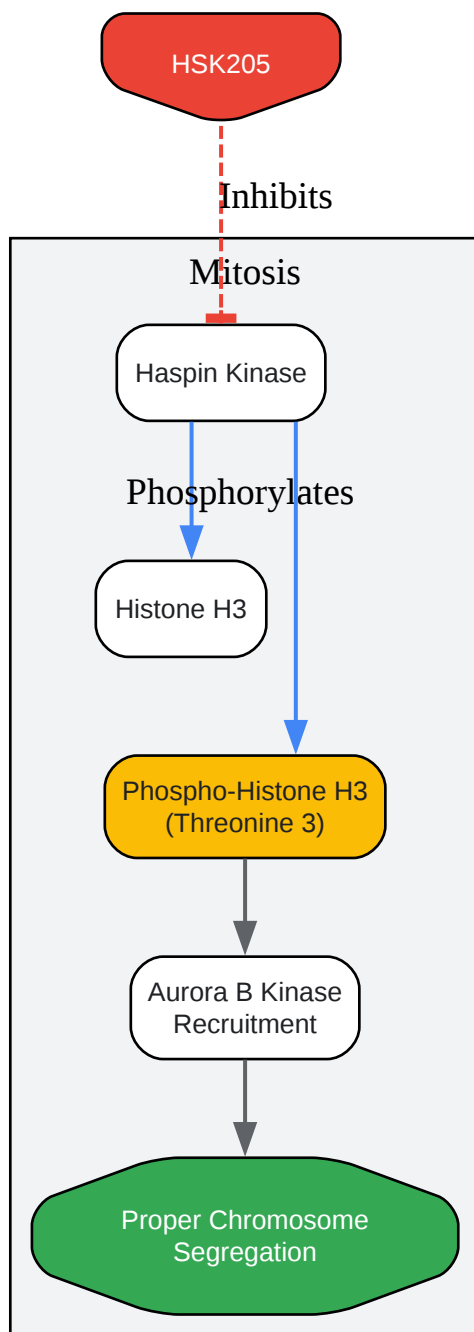 HSK205
Inhibits
Mitosis
Haspin Kinase
Phosphorylates
Histone H3
Phospho-Histone H3
(Threonine 3)
Aurora B Kinase
Recruitment
Proper Chromosome
Segregation